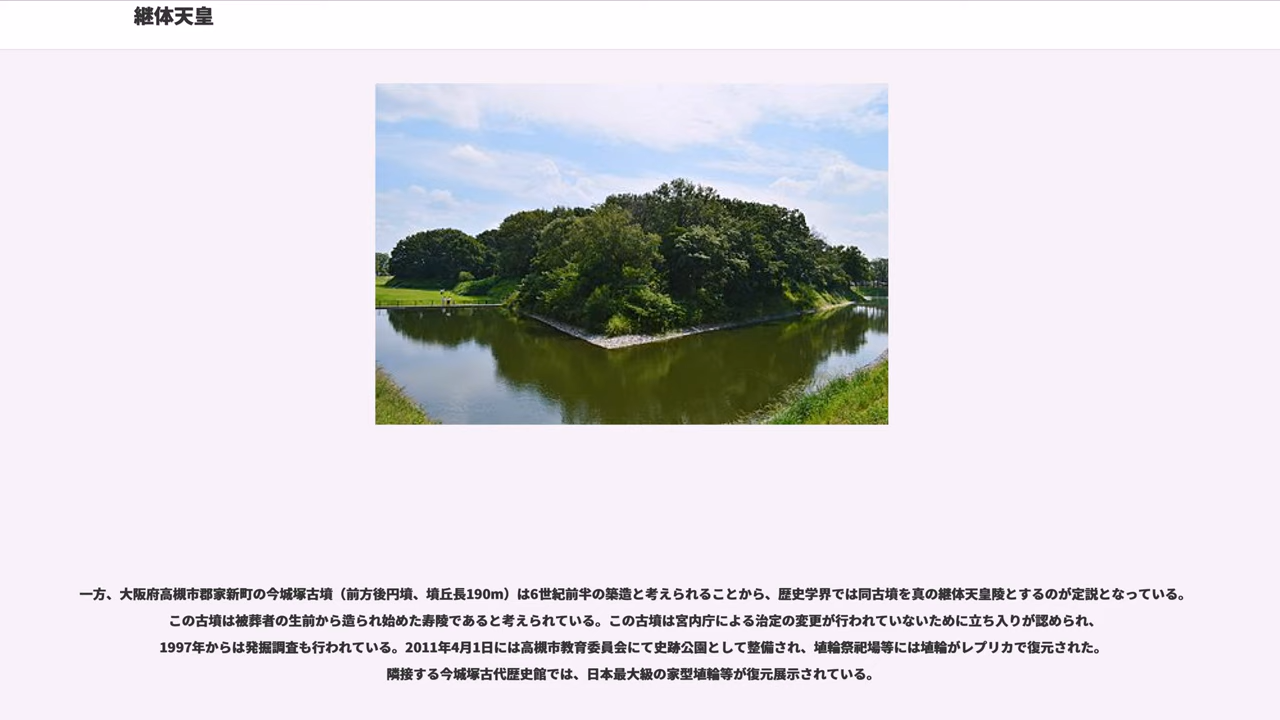 継体天皇
一方、大阪府高槻市郡家新町の今城塚古墳（前方後円墳、墳丘長190m）は6世紀前半の築造と考えられることから、歴史学界では同古墳を真の継体天皇陵とするのが定説となっている。
この古墳は被葬者の生前から造られ始めた寿陵であると考えられている。この古墳は宮内庁による治定の変更が行われていないために立ち入りが認められ、
1997年からは発掘調査も行われている。2011年4月1日には高槻市教育委員会にて史跡公園として整備され、埴輪祭祀場等には埴輪がレプリカで復元された。
隣接する今城塚古代歴史館では、日本最大級の家型埴輪等が復元展示されている。